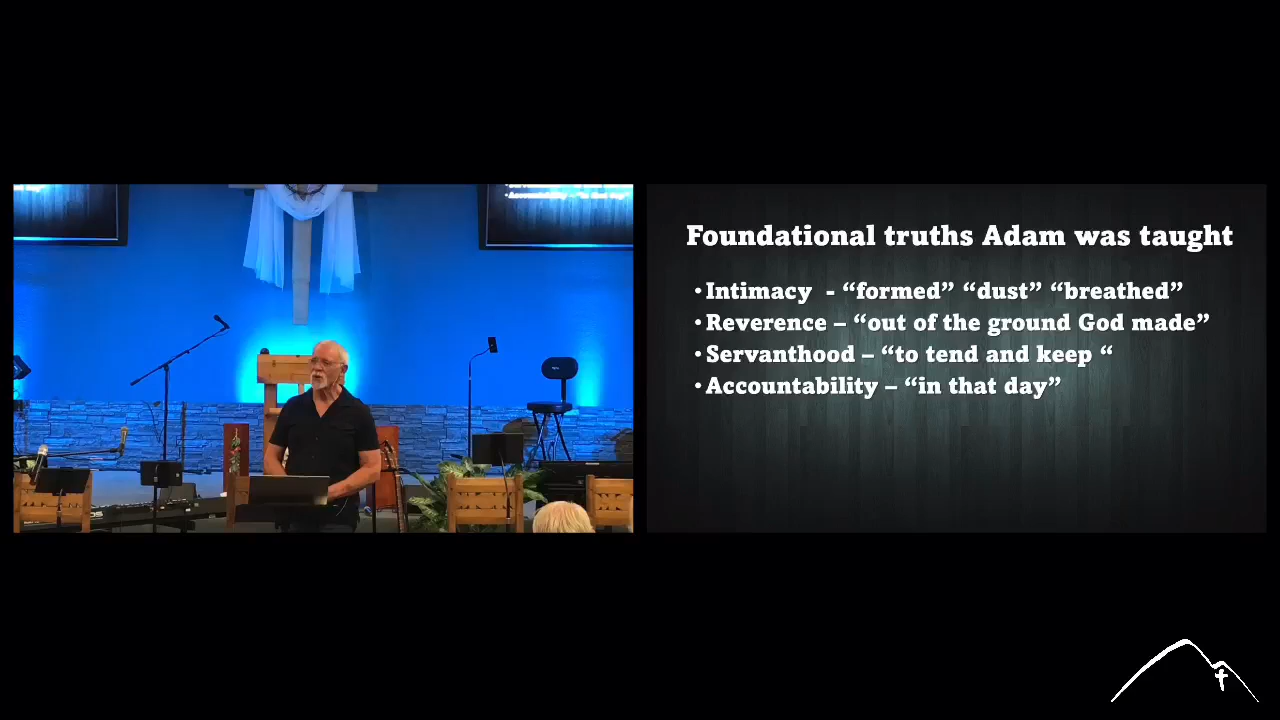 Foundational truths Adam was taught
• Intimacy  - “formed” “dust” “breathed”
• Reverence – “out of the ground God made”
• Servanthood – “to tend and keep “
• Accountability – “in that day”